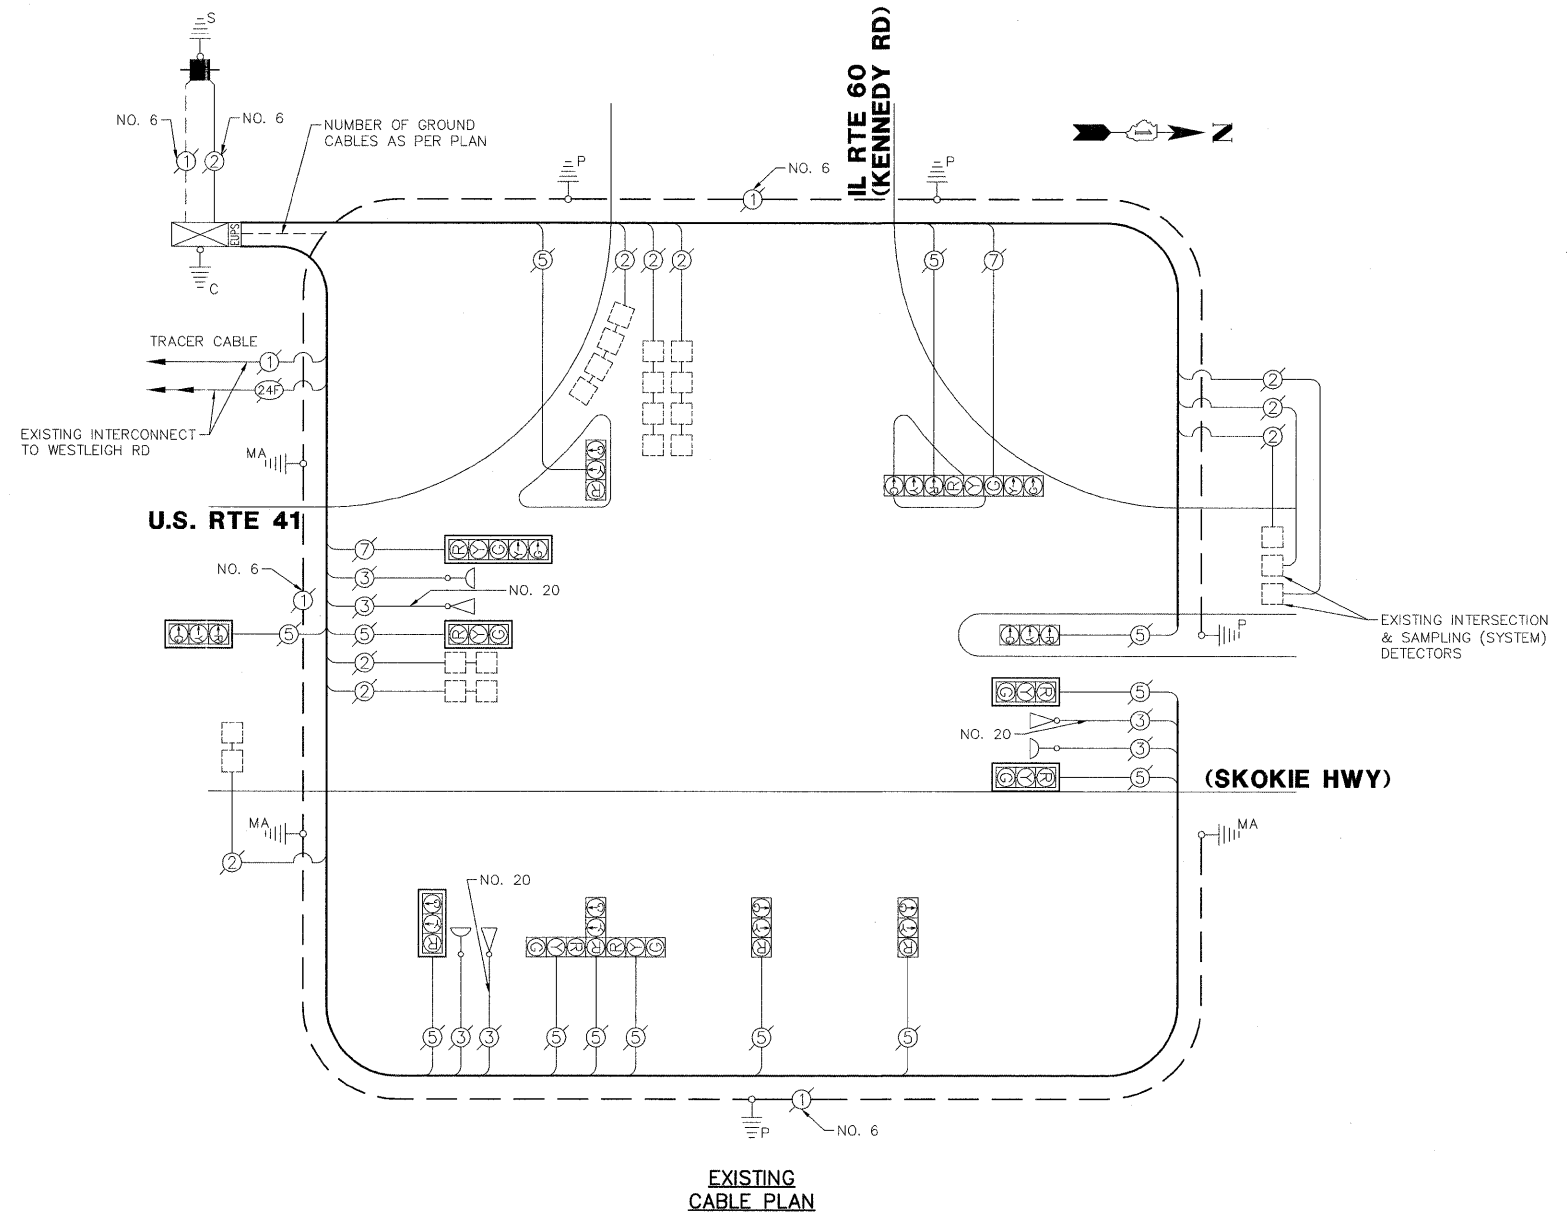 S
NO. 6
NO. 6
1
2
NUMBER OF GROUND
CABLES AS PER PLAN
EUPS
C
P
NO. 6
1
IL RTE 60
(KENNEDY RD)
P
N
5
2
2
2
5
7
TRACER CABLE
1
24F
EXISTING INTERCONNECT
TO WESTLEIGH RD
MA
2
2
2
G
Y
R
G Y R R Y G Y G
U.S. RTE 41
7
R Y G Y G
3
NO. 6
1
3
NO. 20
G Y R
5
5
R Y G
2
2
EXISTING INTERSECTION
& SAMPLING (SYSTEM)
DETECTORS
G Y R
5
P
G Y R
5
NO. 20
3
3
G Y R
5
(SKOKIE HWY)
MA
2
MA
NO. 20
G
Y
R
G
Y
G Y R R R Y G
G
Y
R
G
Y
R
5
3
3
5
5
5
5
5
1
P
NO. 6
EXISTING
CABLE PLAN